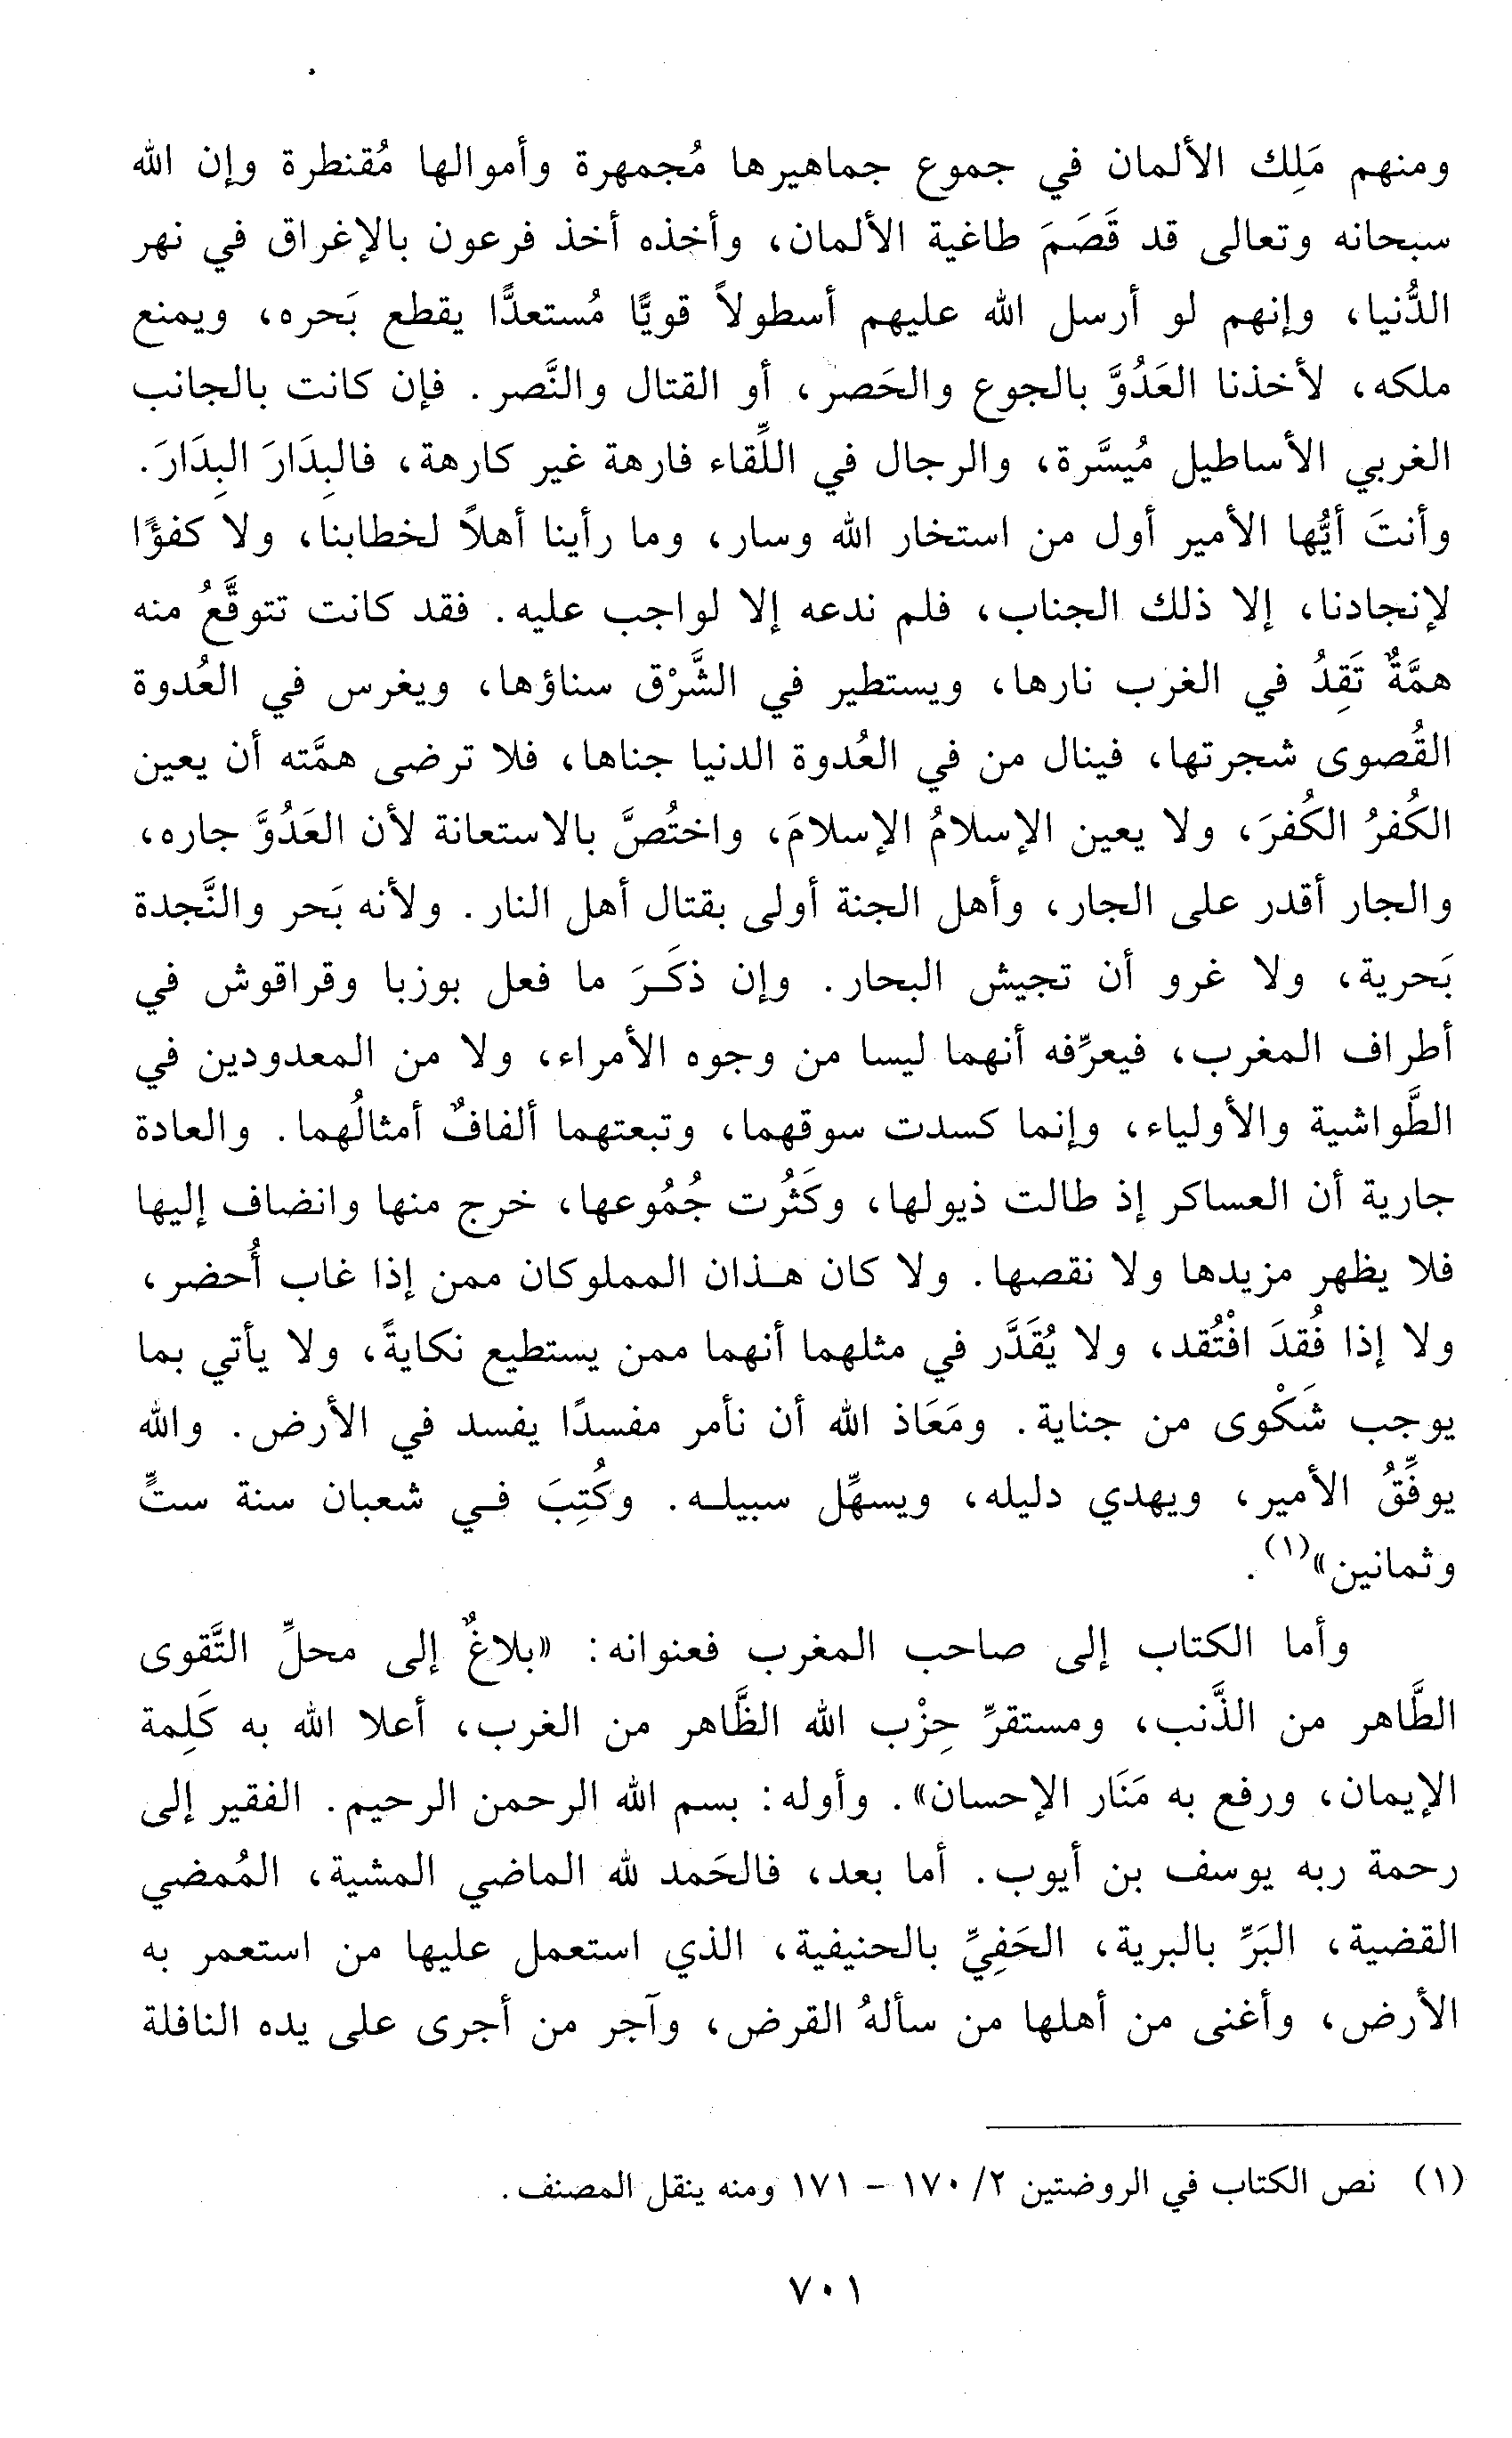 ومنهم مَلِك الألمان في جموع جماهيرها مُجمهرة وأموالها مُقنطرة وإن الله
سبحانه وتعالى قد قَصَمَ طاغية الألمان، وأخذه أخذ فرعون بالإغراق في نهر
الدُّنيا، وإنهم لو أرسل الله عليهم أسطولاً قويًّا مُستعدًّا يقطع بَحره، ويمنع
ملكه، لأخذنا العَدُوَّ بالجوع والحَصر، أو القتال والنَّصر. فإن كانت بالجانب
الغربي الأساطيل مُيسَّرة، والرجال في اللِّقاء فارهة غير كارهة، فالبِدَارَ البِدَارَ.
وأنتَ أيُّها الأمير أول من استخار الله وسار، وما رأينا أهلاً لخطابنا، ولا كفؤًا
لإنجادنا، إلا ذلك الجناب، فلم ندعه إلا لواجب عليه. فقد كانت تتوقَّعُ منه
همَّةٌ تَقِدُ في الغرب نارها، ويستطير في الشَّرْق سناؤها، ويغرس في العُدوة
القُصوى شجرتها، فينال من في العُدوة الدنيا جناها، فلا ترضى همَّته أن يعين
الكُفرُ الكُفرَ، ولا يعين الإسلامُ الإسلامَ، واختُصَّ بالاستعانة لأن العَدُوَّ جاره،
والجار أقدر على الجار، وأهل الجنة أولى بقتال أهل النار. ولأنه بَحر والنَّجدة
بَحرية، ولا غرو أن تجيش البحار. وإن ذكَـرَ ما فعل بوزبا وقراقوش في
أطراف المغرب، فيعرِّفه أنهما ليسا من وجوه الأمراء، ولا من المعدودين في
الطَّواشية والأولياء، وإنما كسدت سوقهما، وتبعتهما ألفافٌ أمثالُهما. والعادة
جارية أن العساكر إذ طالت ذيولها، وكَثُرت جُمُوعها، خرج منها وانضاف إليها
فلا يظهر مزيدها ولا نقصها. ولا كان هـذان المملوكان ممن إذا غاب أُحضر،
ولا إذا فُقدَ افْتُقد، ولا يُقَدَّر في مثلهما أنهما ممن يستطيع نكايةً، ولا يأتي بما
يوجب شَكْوى من جناية. ومَعَاذ الله أن نأمر مفسدًا يفسد في الأرض. والله
يوفِّقُ الأمير، ويهدي دليله، ويسهِّل سبيلـه. وكُتِبَ فـي شعبان سنة ستٍّ
وثمانين»(١).
وأما الكتاب إلى صاحب المغرب فعنوانه: «بلاغٌ إلى محلِّ التَّقوى
الطَّاهر من الذَّنب، ومستقرِّ حِزْب الله الظَّاهر من الغرب، أعلا الله به كَلِمة
الإيمان، ورفع به مَنَار الإحسان». وأوله: بسم الله الرحمن الرحيم. الفقير إلى
رحمة ربه يوسف بن أيوب. أما بعد، فالحَمد لله الماضي المشية، المُمضي
القضية، البَرِّ بالبرية، الحَفِيِّ بالحنيفية، الذي استعمل عليها من استعمر به
الأرض، وأغنى من أهلها من سألهُ القرض، وآجر من أجرى على يده النافلة
(١) نص الكتاب في الروضتين ٢/ ١٧٠ - ١٧١ ومنه ينقل المصنف.
٧٠١